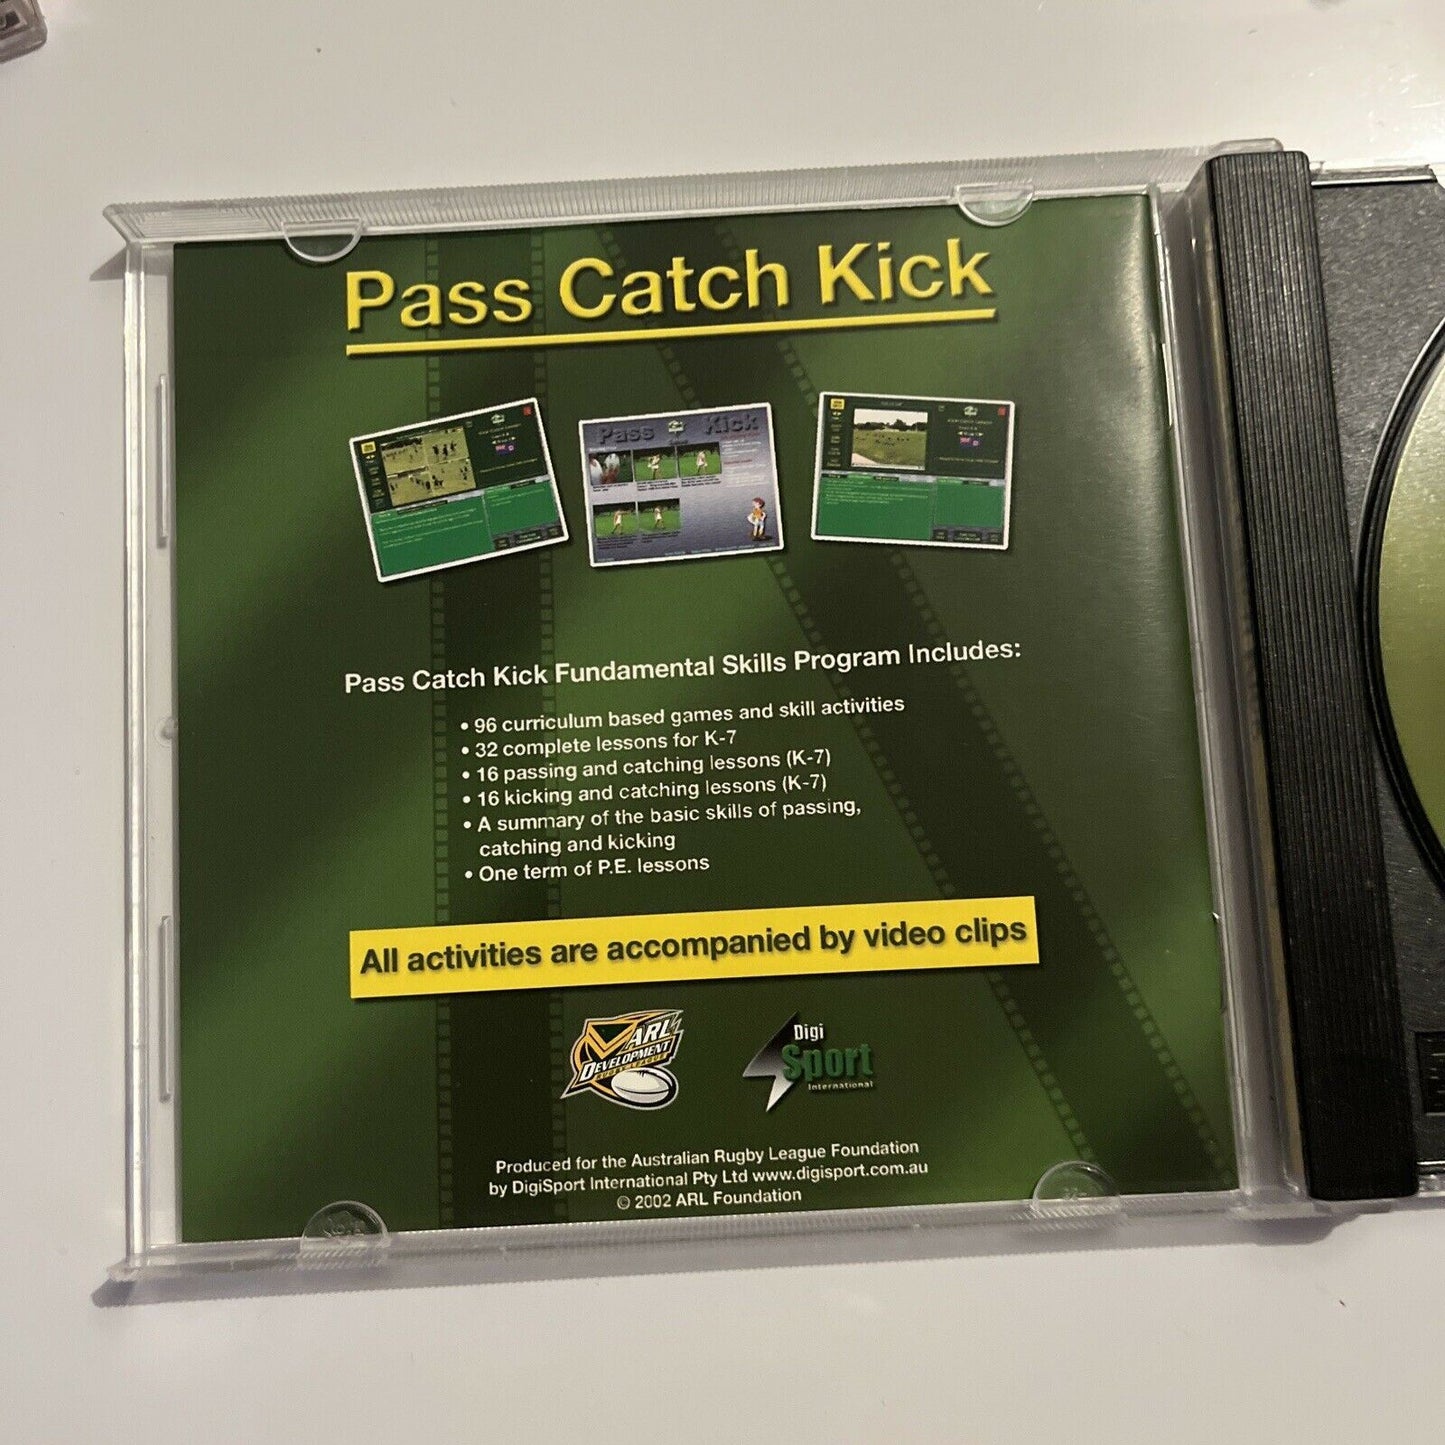 Pass Catch Kick
Pass Kick
Pass Catch Kick Fundamental Skills Program Includes:
• 96 curriculum based games and skill activities
• 32 complete lessons for K-7
• 16 passing and catching lessons (K-7)
• 16 kicking and catching lessons (K-7)
• A summary of the basic skills of passing,
catching and kicking
• One term of P.E. lessons
All activities are accompanied by video clips
ARL
DEVELOPMENT
RUGBY LEAGUE
Digi
Sport
International
Produced for the Australian Rugby League Foundation
by DigiSport International Pty Ltd www.digisport.com.au
© 2002 ARL Foundation